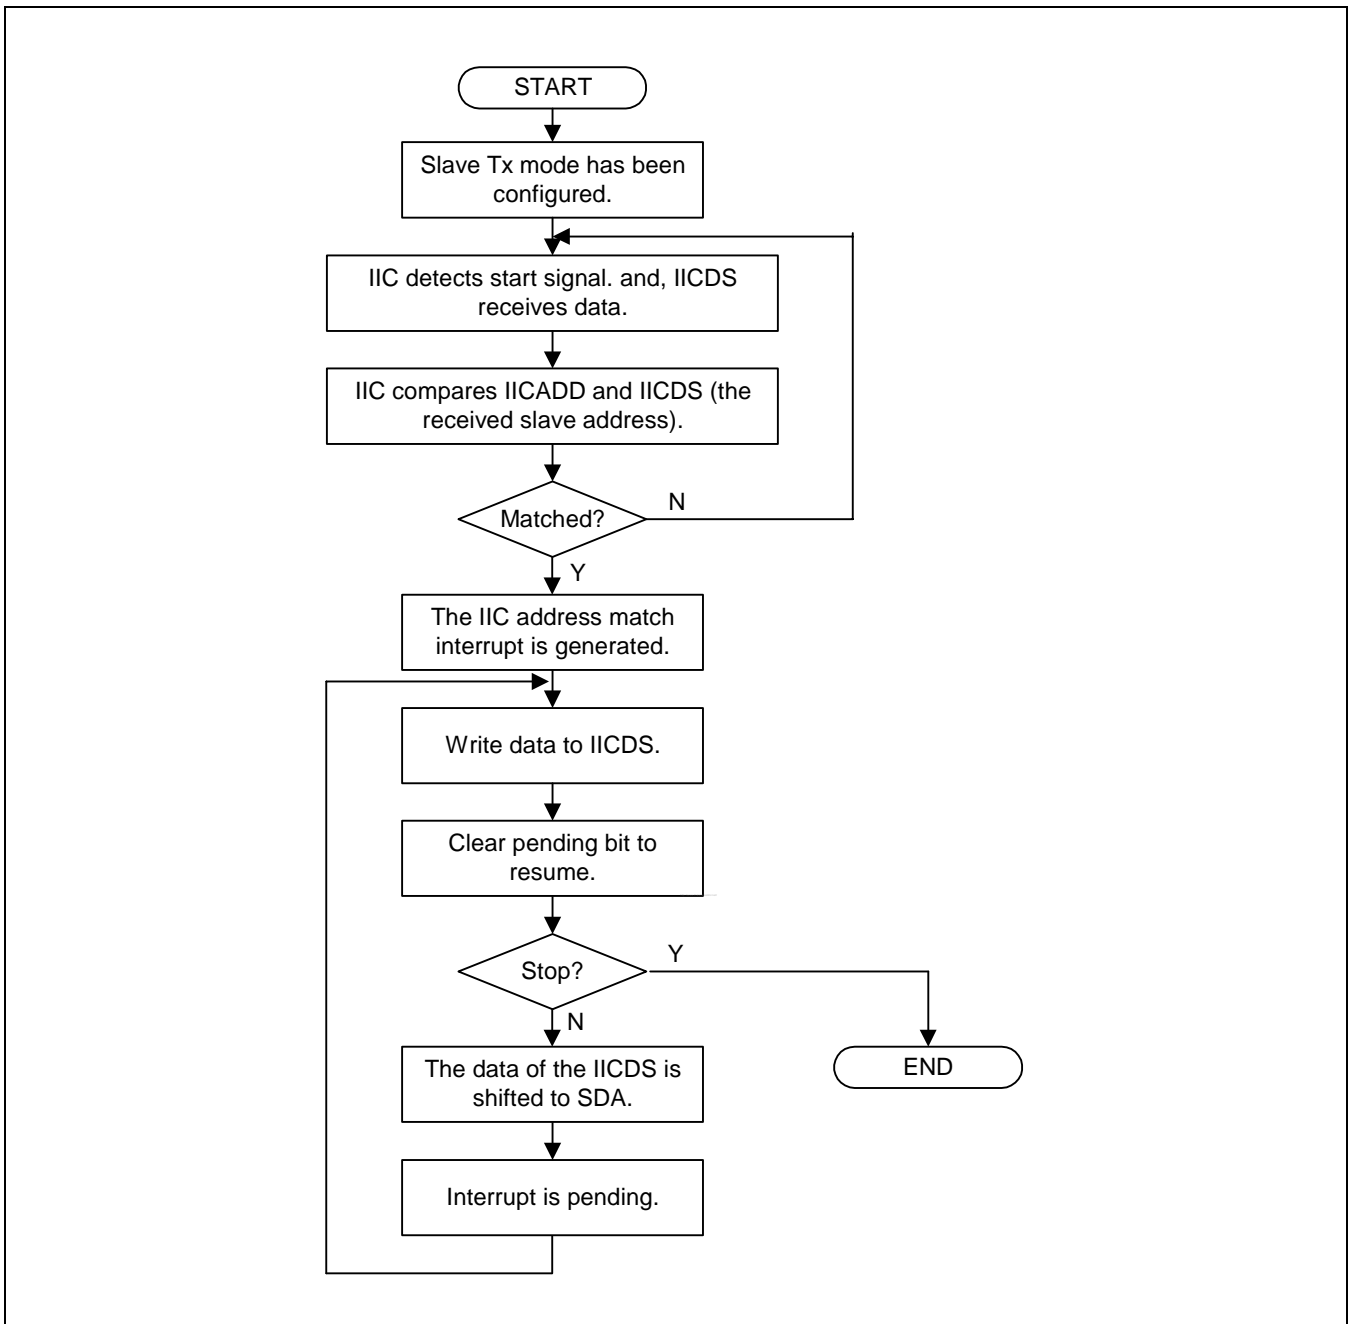 START
Slave Tx mode has been
configured.
IIC detects start signal. and, IICDS
receives data.
IIC compares IICADD and IICDS (the
received slave address).
Matched?
N
Y
The IIC address match
interrupt is generated.
Write data to IICDS.
Clear pending bit to
resume.
Stop?
Y
N
The data of the IICDS is
shifted to SDA.
END
Interrupt is pending.